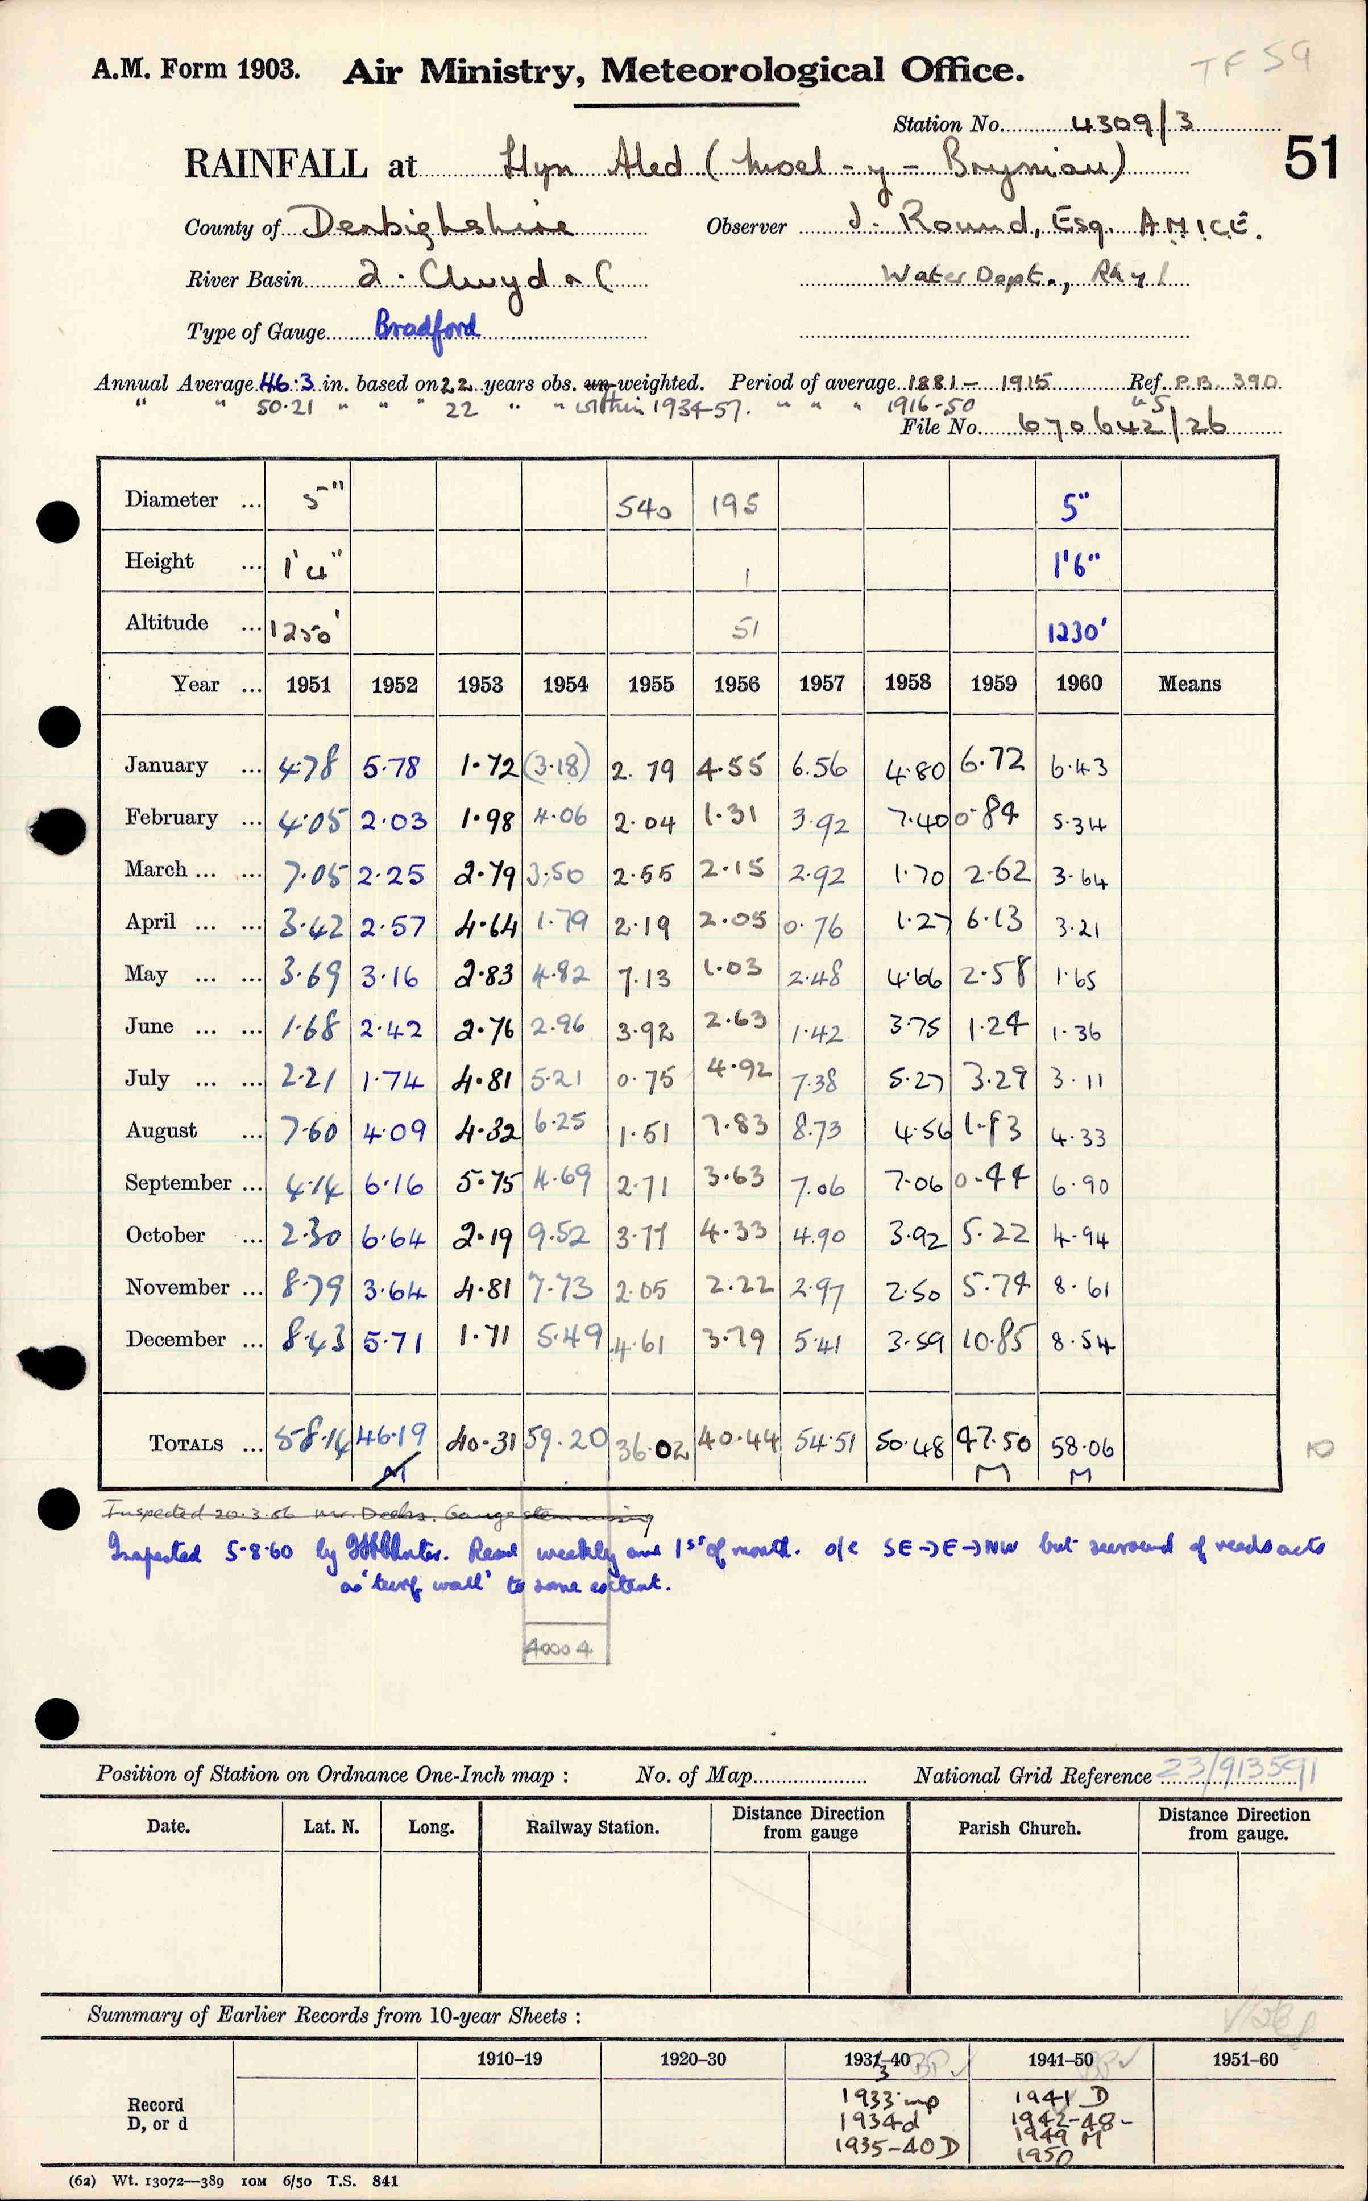 TF 59
A.M. Form 1903. Air Ministry, Meteorological Office.
Station No. 4309/3
51
RAINFALL at Llyn Aled (Moel-y-Bryniau)
County of Denbighshire Observer J. Round, Esq. A.M.I.C.E.
River Basin 2. Clwyd & C Water Dept., Rhyl
Type of Gauge Bradford
Annual Average 46.3 in. based on 22 years obs. un-weighted. Period of average 1881 - 1915 Ref. P.B. 390
" " 50.21 " " " 22 " " within 1934-57. " " " 1916-50 " 5
File No. 670642/26
Diameter ... 5" 540 195 5"
Height ... 1'4" 1 1'6"
Altitude ... 1250' 51 1230'
Year ... 1951 1952 1953 1954 1955 1956 1957 1958 1959 1960 Means
January ... 4.78 5.78 1.72 (3.18) 2.79 4.55 6.56 4.80 6.72 6.43
February ... 4.05 2.03 1.98 4.06 2.04 1.31 3.92 7.40 0.84 5.34
March ... ... 7.05 2.25 2.79 3.50 2.55 2.15 2.92 1.70 2.62 3.64
April ... ... 3.42 2.57 4.64 1.79 2.19 2.05 0.76 1.27 6.13 3.21
May ... ... 3.69 3.16 2.83 4.82 7.13 1.03 2.48 4.66 2.58 1.65
June ... ... 1.68 2.42 2.76 2.96 3.92 2.63 1.42 3.75 1.24 1.36
July ... ... 2.21 1.74 4.81 5.21 0.75 4.92 7.38 5.27 3.29 3.11
August ... 7.60 4.09 4.32 6.25 1.51 7.83 8.73 4.56 1.83 4.33
September ... 4.14 6.16 5.75 4.69 2.71 3.63 7.06 7.06 0.44 6.90
October ... 2.30 6.64 2.19 9.52 3.77 4.33 4.90 3.92 5.22 4.94
November ... 8.79 3.64 4.81 7.73 2.05 2.22 2.97 2.50 5.74 8.61
December ... 8.43 5.71 1.71 5.49 4.61 3.79 5.41 3.59 10.85 8.54
TOTALS ... 58.14 46.19 40.31 59.20 36.02 40.44 54.51 50.48 47.50 58.06
M M M
10
Inspected 20.3.56 Mr. Deeks. Gauge stem missing
Inspected 5-8-60 by Read weekly and 1st of month. o/e SE→E→NW but surround of reeds acts
as 'turf wall' to some extent.
40004
Position of Station on Ordnance One-Inch map : No. of Map National Grid Reference 23/913591
Date. Lat. N. Long. Railway Station. Distance Direction from gauge Parish Church. Distance Direction from gauge.
Summary of Earlier Records from 10-year Sheets :
1910–19 1920–30 1931–40 1941–50 1951–60
3
Record D, or d
1933 imp 1941 D
1934d 1942-48-
1935-40 D 1949 M
1950
(62) Wt. 13072—389 10M 6/50 T.S. 841